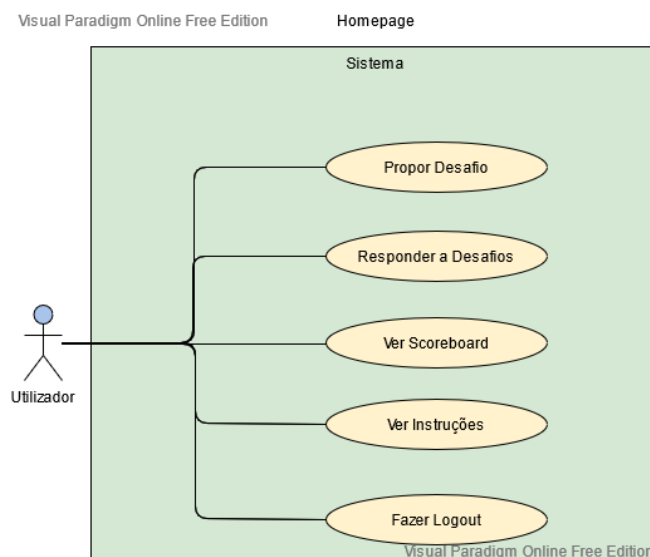 Visual Paradigm Online Free Edition
Homepage
Sistema
Propor Desafio
Responder a Desafios
Ver Scoreboard
Utilizador
Ver Instruções
Fazer Logout
Visual Paradigm Online Free Edition